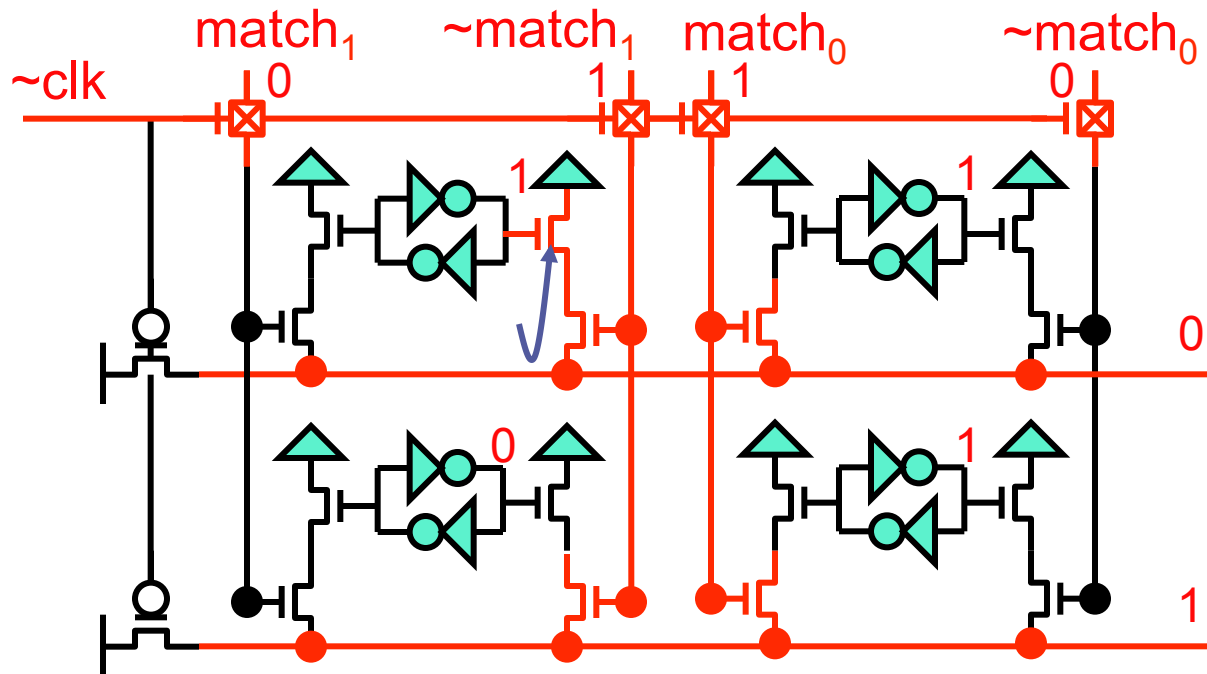 match₁ ~match₁ match₀ ~match₀
~clk 0 1 1 0
1 1
0
0 1
1